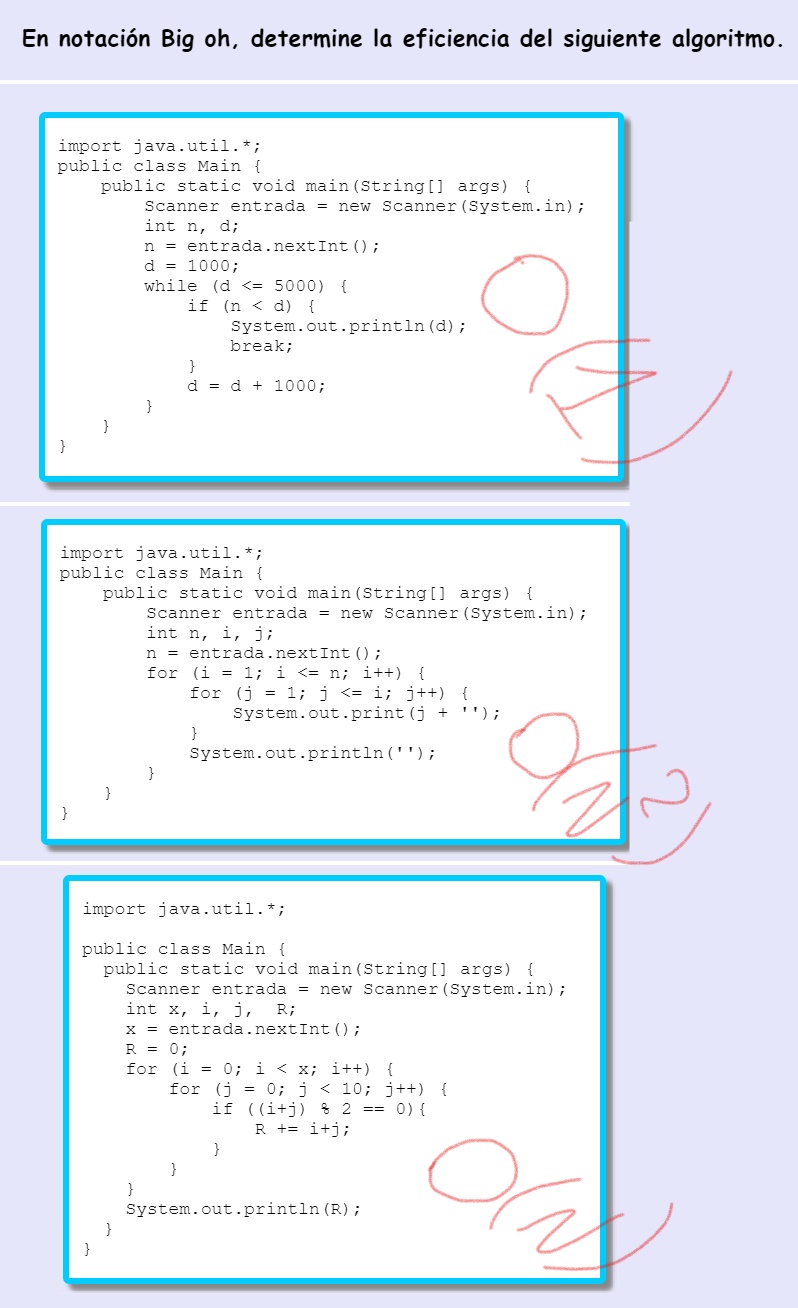 En notación Big oh, determine la eficiencia del siguiente algoritmo.
import java.util.*;
public class Main {
    public static void main(String[] args) {
        Scanner entrada = new Scanner(System.in);
        int n, d;
        n = entrada.nextInt();
        d = 1000;
        while (d <= 5000) {
            if (n < d) {
                System.out.println(d);
                break;
            }
            d = d + 1000;
        }
    }
}
O
(1)
import java.util.*;
public class Main {
    public static void main(String[] args) {
        Scanner entrada = new Scanner(System.in);
        int n, i, j;
        n = entrada.nextInt();
        for (i = 1; i <= n; i++) {
            for (j = 1; j <= i; j++) {
                System.out.print(j + '');
            }
            System.out.println('');
        }
    }
}
O(N2)
import java.util.*;
public class Main {
  public static void main(String[] args) {
    Scanner entrada = new Scanner(System.in);
    int x, i, j,  R;
    x = entrada.nextInt();
    R = 0;
    for (i = 0; i < x; i++) {
        for (j = 0; j < 10; j++) {
            if ((i+j) % 2 == 0){
                R += i+j;
            }
        }
    }
    System.out.println(R);
  }
}
O(N)